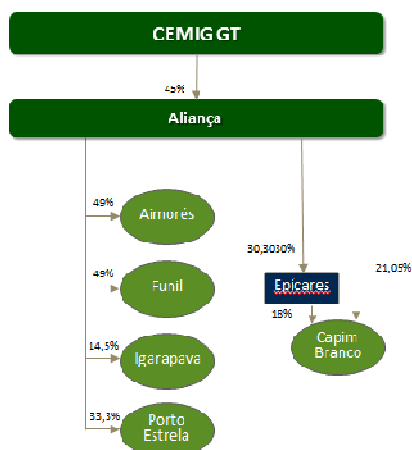 CEMIG GT
45%
Aliança
49%
Aimorés
49%
Funil
14,5%
Igarapava
33,3%
Porto
Estrela
30,3030%
21,05%
Epícares
18%
Capim
Branco